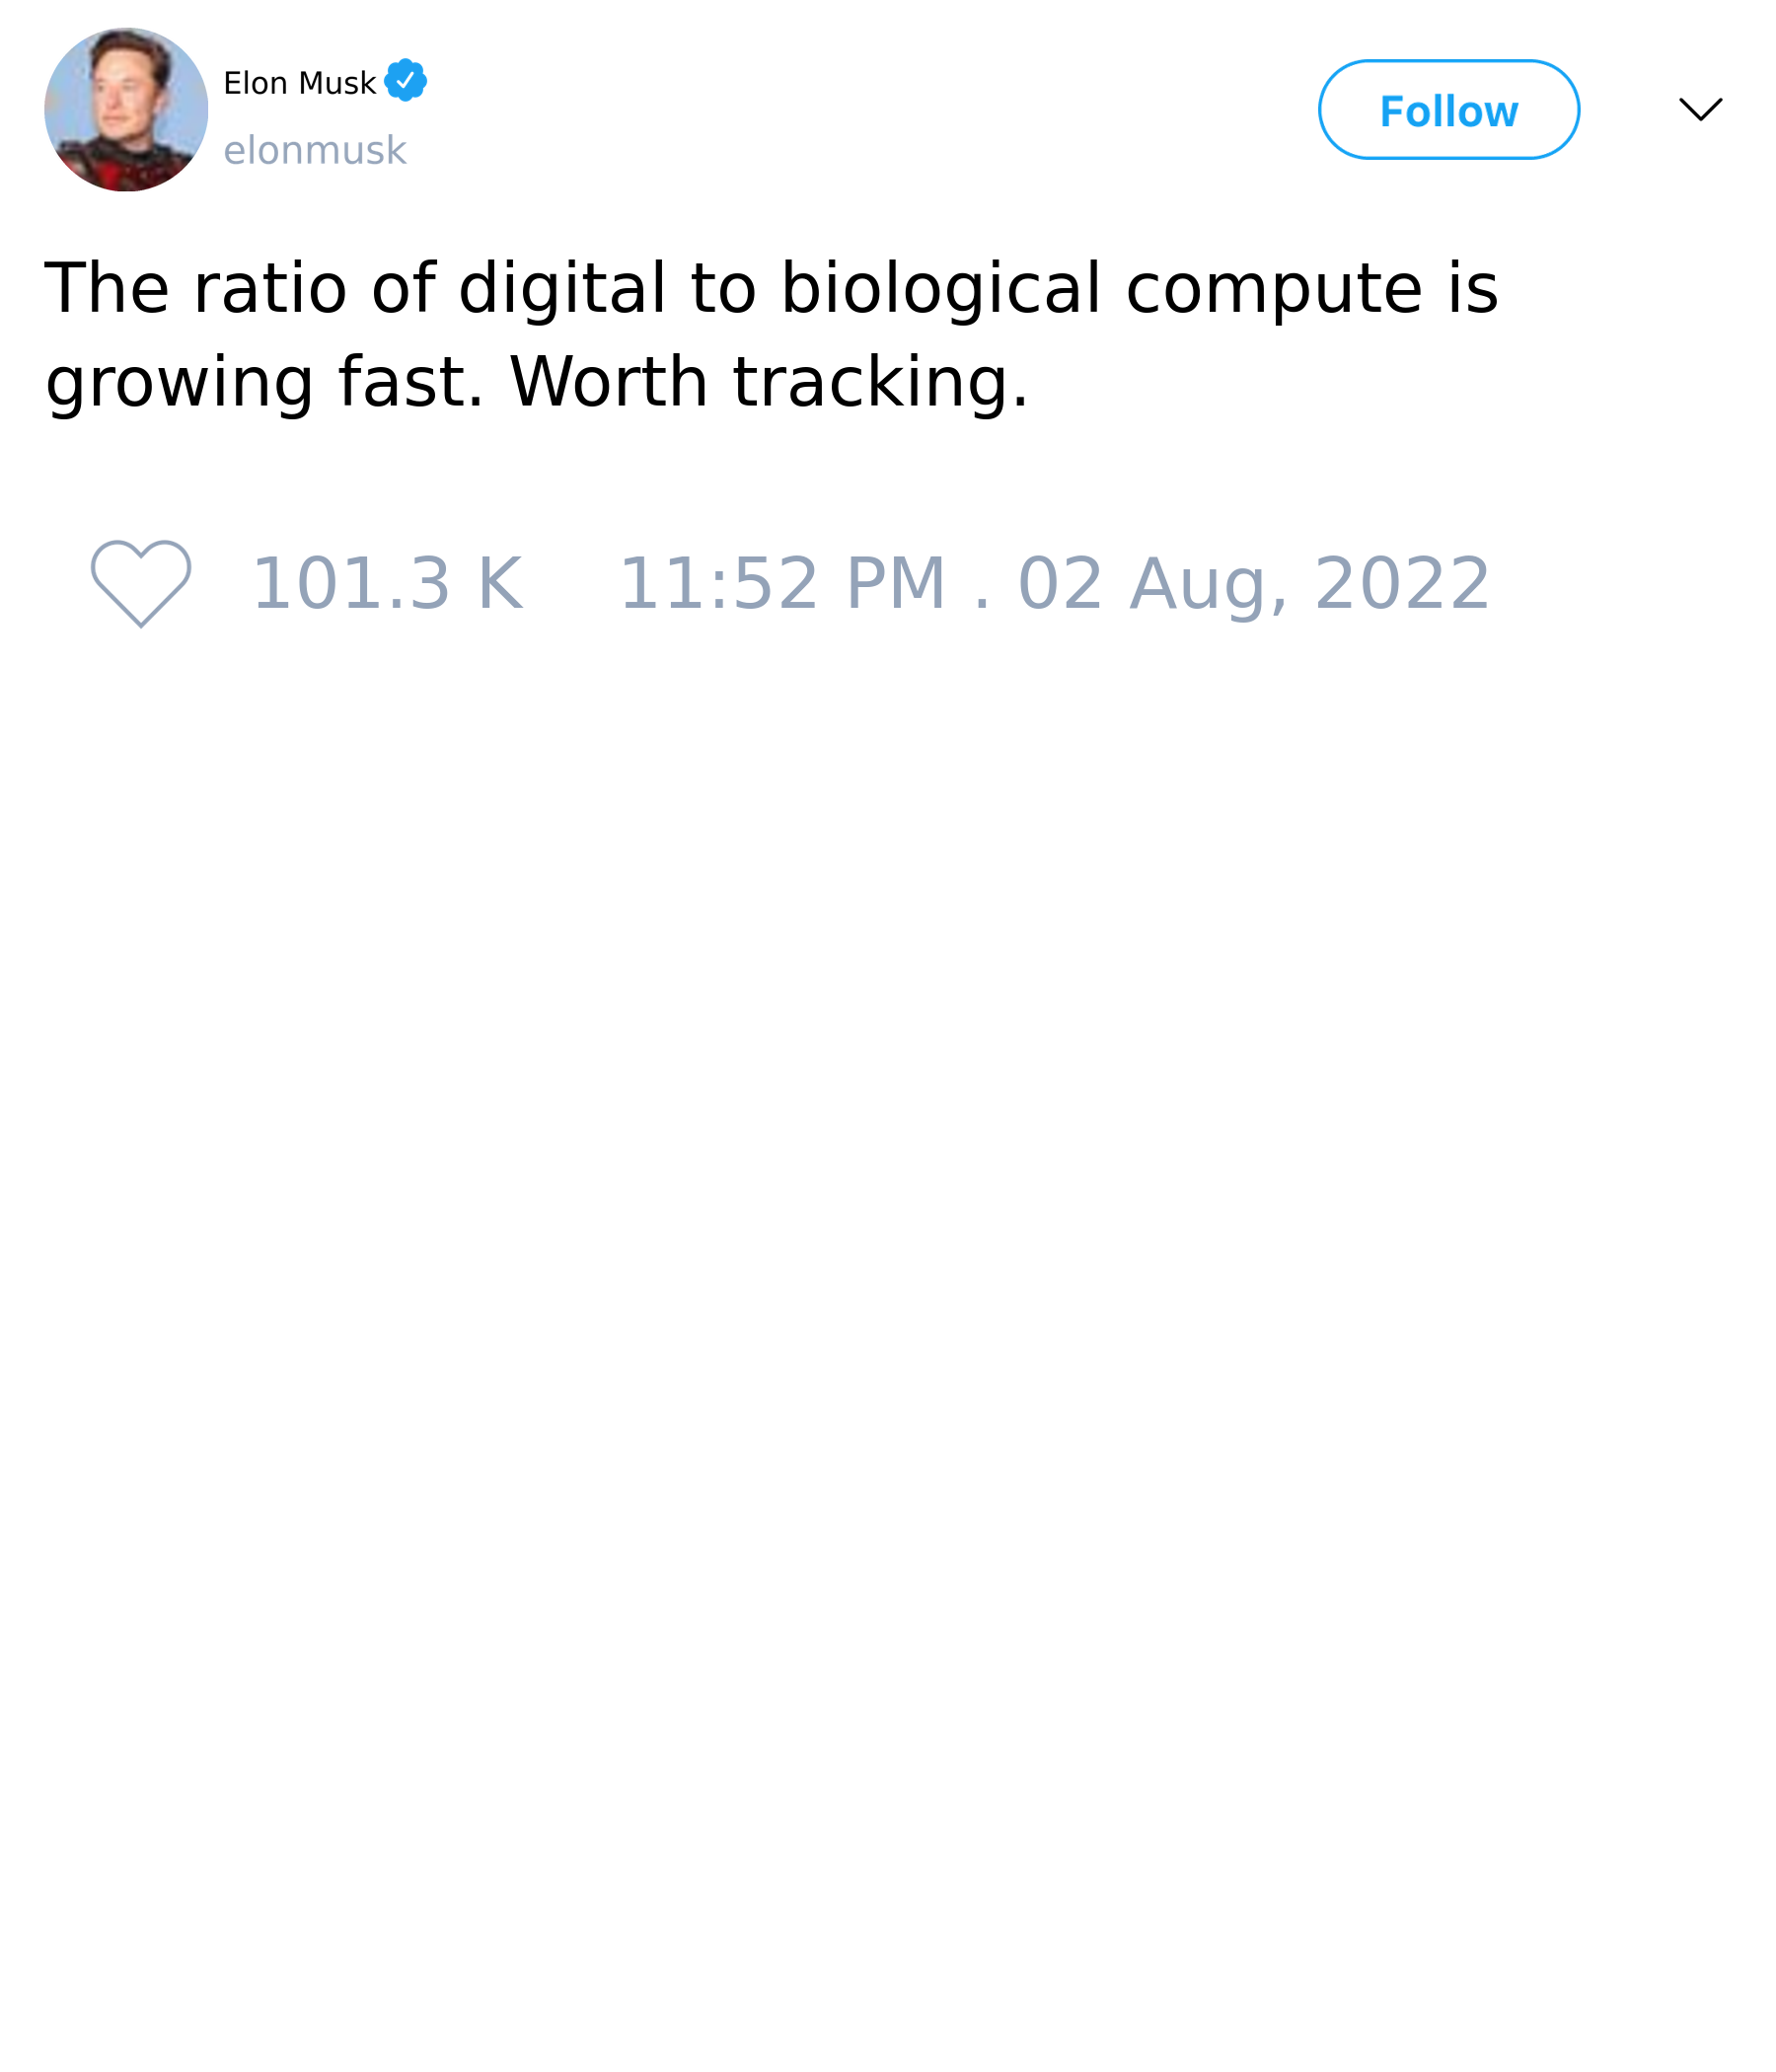 Elon Musk
elonmusk
Follow
The ratio of digital to biological compute is
growing fast. Worth tracking.
101.3 K 11:52 PM . 02 Aug, 2022